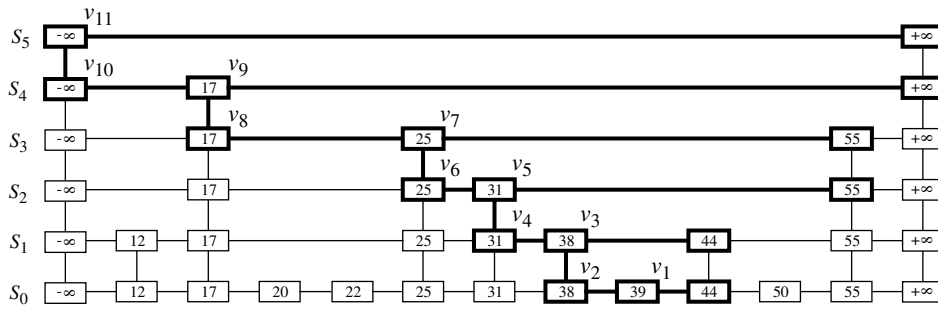 v11
S5 -∞ +∞
v10 v9
S4 -∞ 17 +∞
v8 v7
S3 -∞ 17 25 55 +∞
v6 v5
S2 -∞ 17 25 31 55 +∞
v4 v3
S1 -∞ 12 17 25 31 38 44 55 +∞
v2 v1
S0 -∞ 12 17 20 22 25 31 38 39 44 50 55 +∞